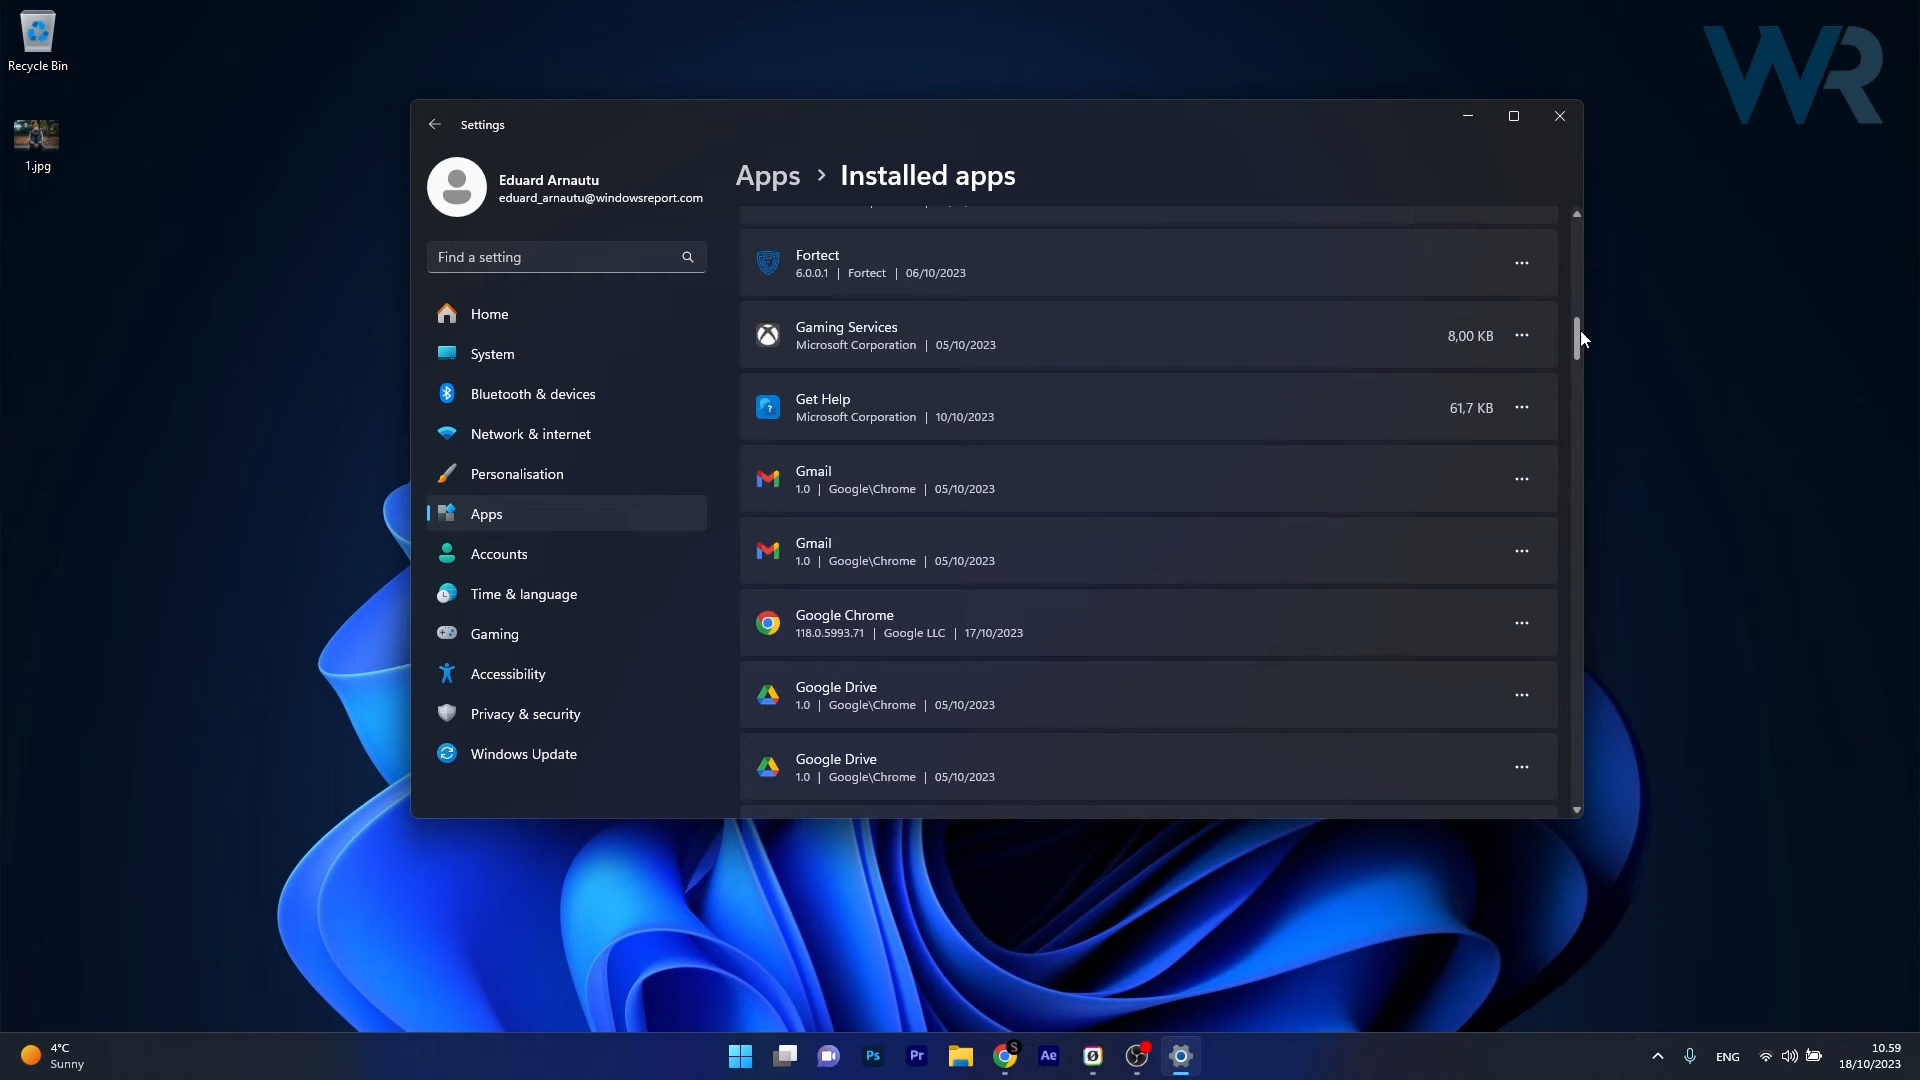 Recycle Bin
WR
1.jpg
Settings
Eduard Arnautu
eduard_arnautu@windowsreport.com
Find a setting
Home
System
Bluetooth & devices
Network & internet
Personalisation
Apps
Accounts
Time & language
Gaming
Accessibility
Privacy & security
Windows Update
Apps > Installed apps
Fortect
6.0.0.1 | Fortect | 06/10/2023
Gaming Services
Microsoft Corporation | 05/10/2023
8,00 KB
Get Help
Microsoft Corporation | 10/10/2023
61,7 KB
Gmail
1.0 | Google\Chrome | 05/10/2023
Gmail
1.0 | Google\Chrome | 05/10/2023
Google Chrome
118.0.5993.71 | Google LLC | 17/10/2023
Google Drive
1.0 | Google\Chrome | 05/10/2023
Google Drive
1.0 | Google\Chrome | 05/10/2023
4°C
Sunny
Ps
Pr
S
Ae
ENG
10.59
18/10/2023